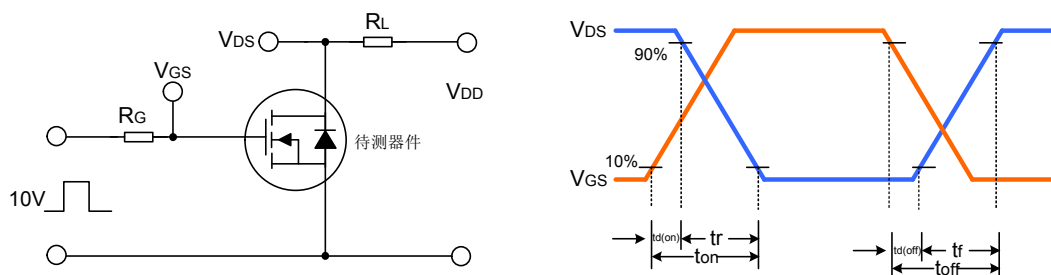 RL
VDS
VGS
VDD
RG
待测器件
10V
VDS
90%
10%
VGS
td(on)
tr
td(off)
tf
ton
toff